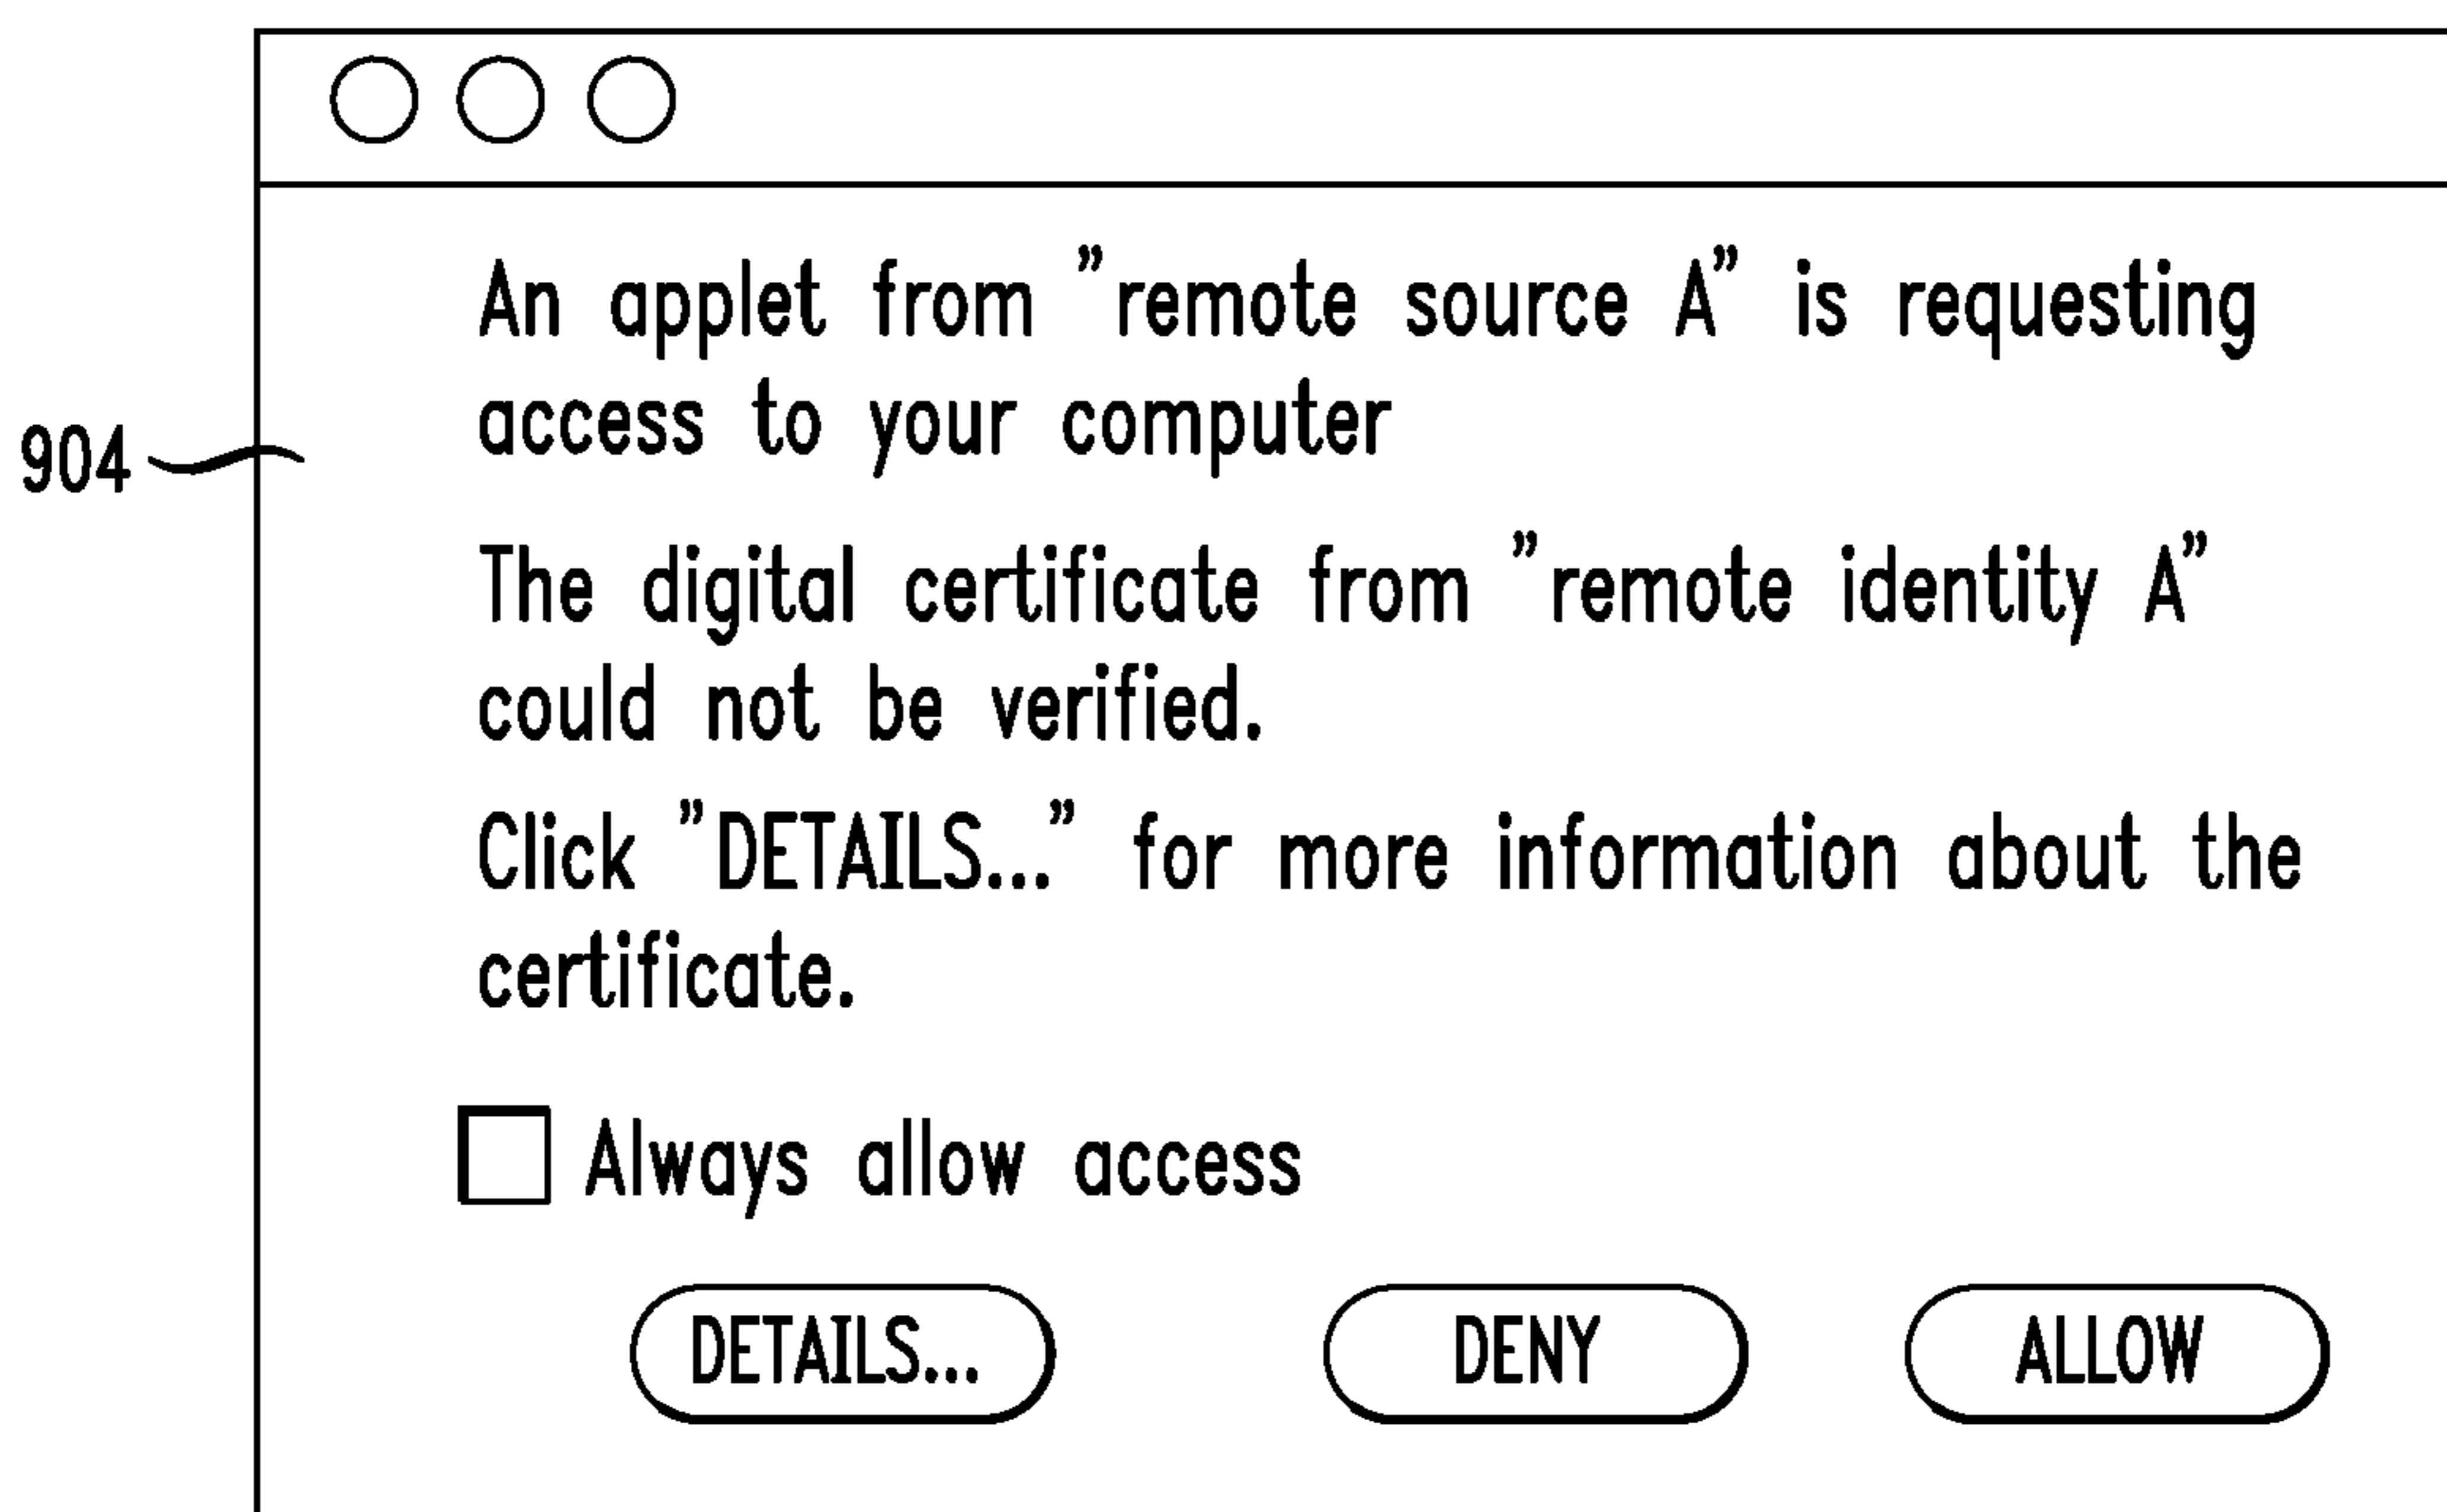 An applet from "remote source A" is requesting
access to your computer
904
The digital certificate from "remote identity A"
could not be verified.
Click "DETAILS..." for more information about the
certificate.
Always allow access
DETAILS... DENY ALLOW